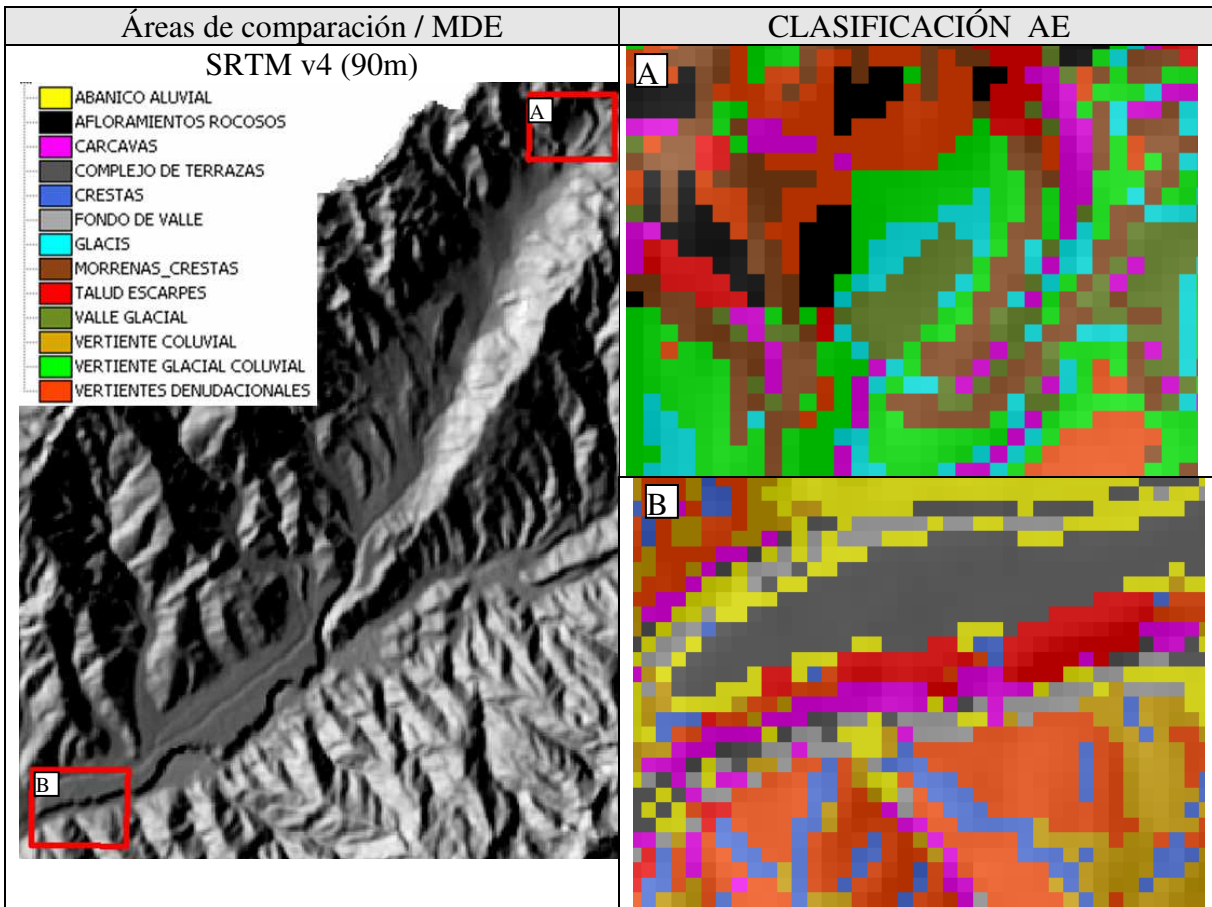 Áreas de comparación / MDE
CLASIFICACIÓN AE
SRTM v4 (90m)
ABANICO ALUVIAL
AFLORAMIENTOS ROCOSOS
CARCAVAS
COMPLEJO DE TERRAZAS
CRESTAS
FONDO DE VALLE
GLACIS
MORRENAS_CRESTAS
TALUD ESCARPES
VALLE GLACIAL
VERTIENTE COLUVIAL
VERTIENTE GLACIAL COLUVIAL
VERTIENTES DENUDACIONALES
A
B
A
B